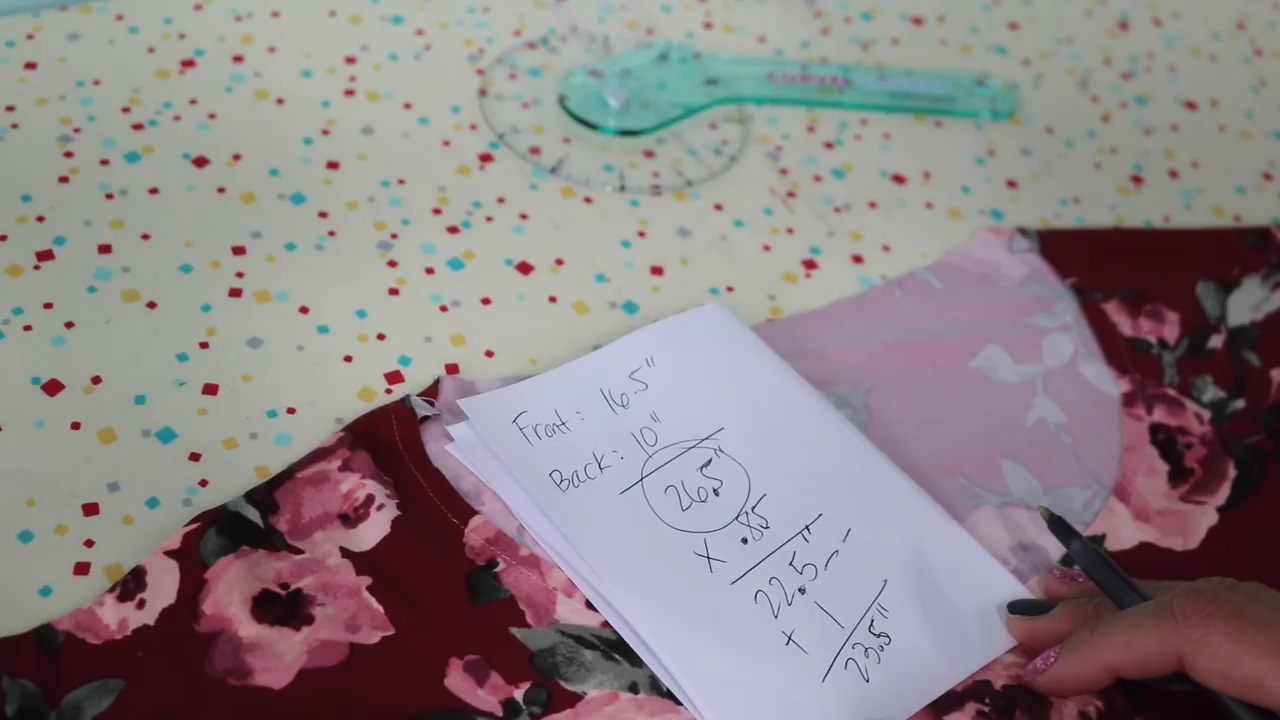 Front: 16.5"
Back: 10"
26.5"
x .85
22.5"
+ 1
23.5"